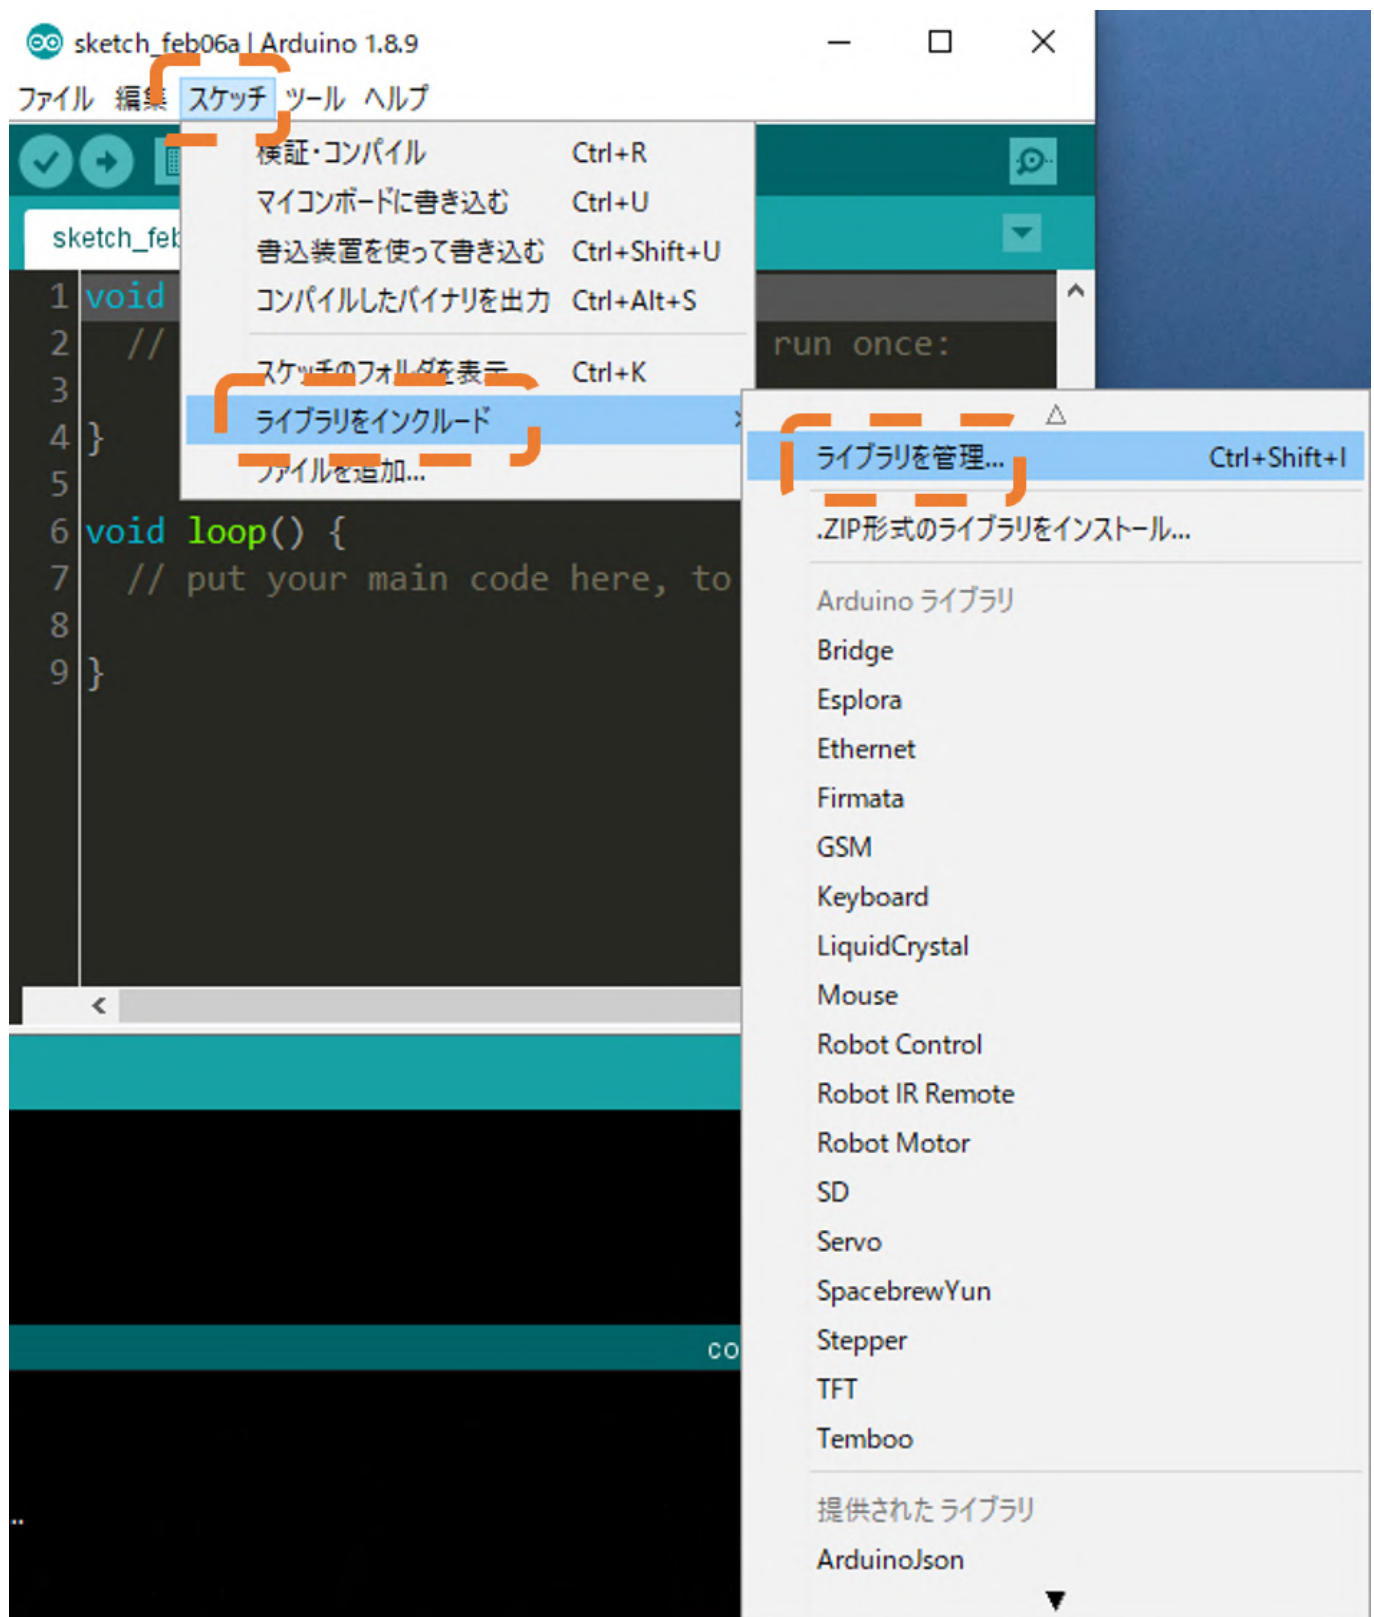 sketch_feb06a | Arduino 1.8.9
ファイル 編集 スケッチ ツール ヘルプ
検証・コンパイル Ctrl+R
マイコンボードに書き込む Ctrl+U
書込装置を使って書き込む Ctrl+Shift+U
コンパイルしたバイナリを出力 Ctrl+Alt+S
スケッチのフォルダを表示 Ctrl+K
ライブラリをインクルード
ファイルを追加...
sketch_feb
1 void
2 // run once:
3
4 }
5
6 void loop() {
7 // put your main code here, to
8
9 }
ライブラリを管理... Ctrl+Shift+I
.ZIP形式のライブラリをインストール...
Arduino ライブラリ
Bridge
Esplora
Ethernet
Firmata
GSM
Keyboard
LiquidCrystal
Mouse
Robot Control
Robot IR Remote
Robot Motor
SD
Servo
SpacebrewYun
Stepper
TFT
Temboo
提供された ライブラリ
ArduinoJson
co